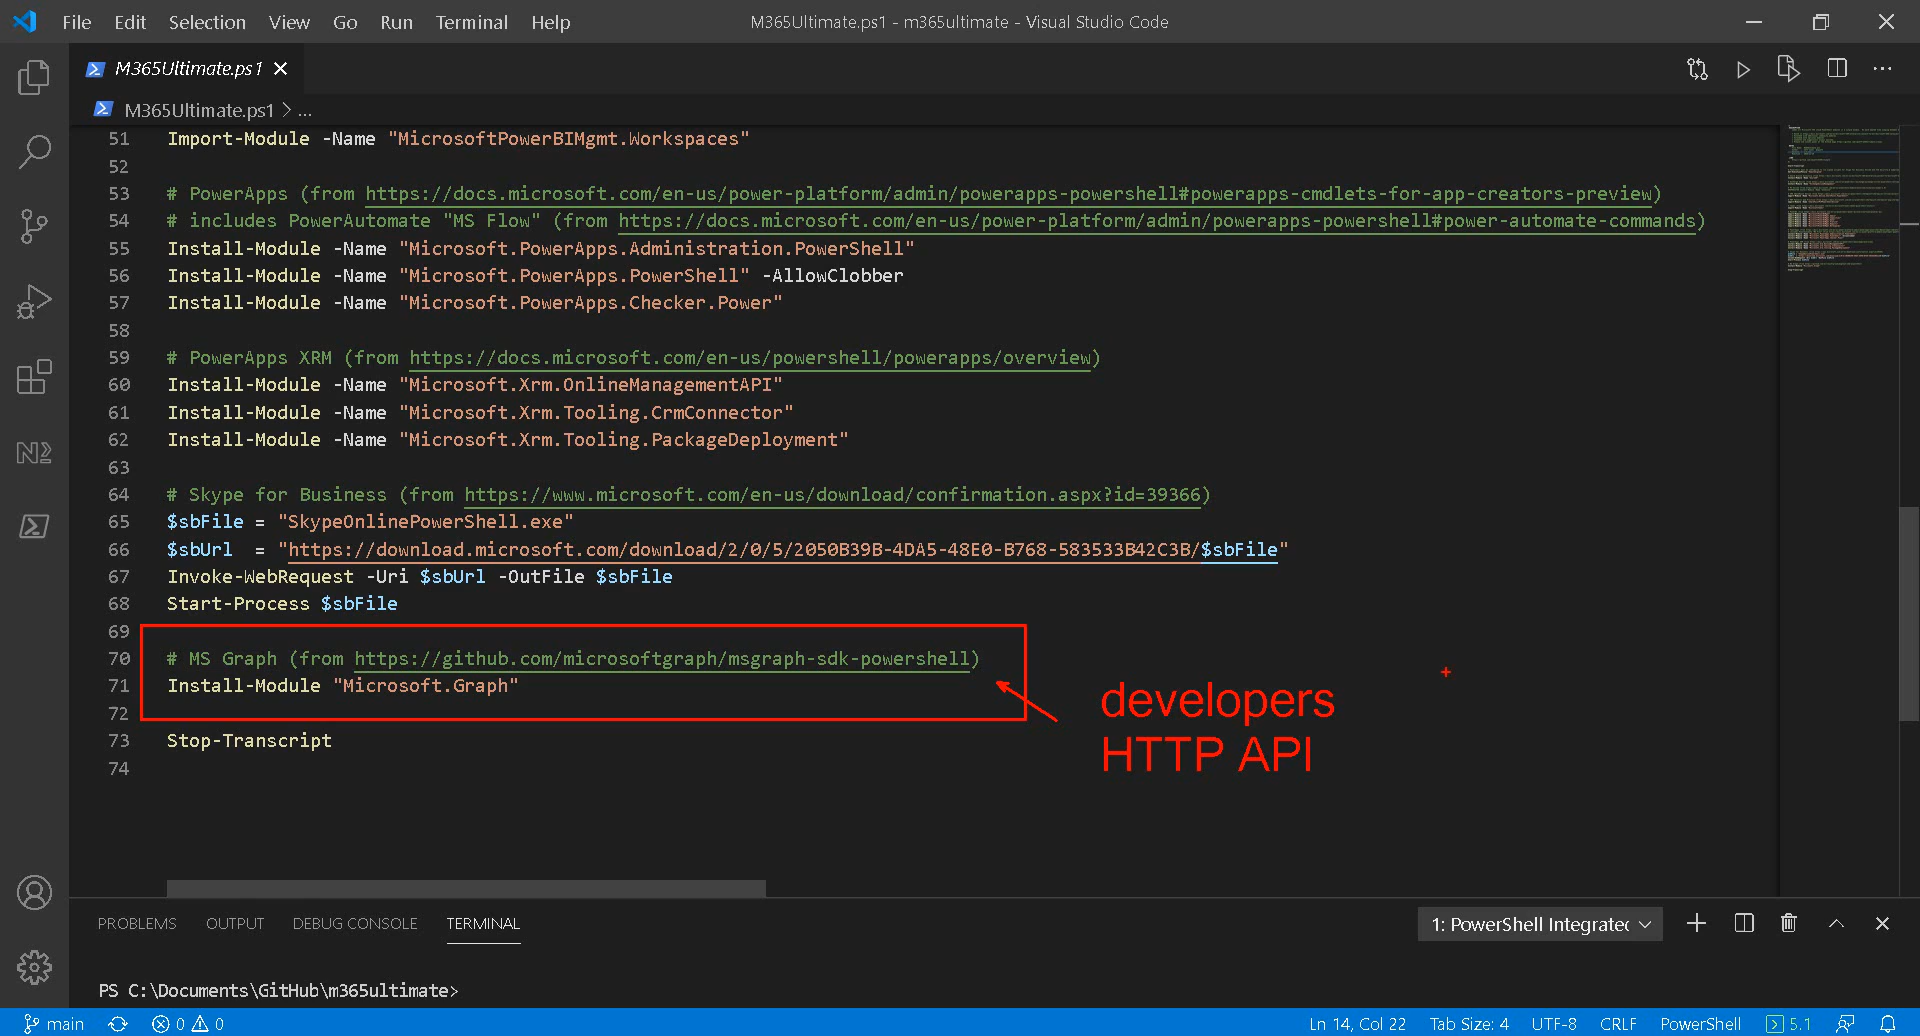 File Edit Selection View Go Run Terminal Help M365Ultimate.ps1 - m365ultimate - Visual Studio Code
M365Ultimate.ps1
M365Ultimate.ps1 > ...
51 Import-Module -Name "MicrosoftPowerBIMgmt.Workspaces"
52
53 # PowerApps (from https://docs.microsoft.com/en-us/power-platform/admin/powerapps-powershell#powerapps-cmdlets-for-app-creators-preview)
54 # includes PowerAutomate "MS Flow" (from https://docs.microsoft.com/en-us/power-platform/admin/powerapps-powershell#power-automate-commands)
55 Install-Module -Name "Microsoft.PowerApps.Administration.PowerShell"
56 Install-Module -Name "Microsoft.PowerApps.PowerShell" -AllowClobber
57 Install-Module -Name "Microsoft.PowerApps.Checker.Power"
58
59 # PowerApps XRM (from https://docs.microsoft.com/en-us/powershell/powerapps/overview)
60 Install-Module -Name "Microsoft.Xrm.OnlineManagementAPI"
61 Install-Module -Name "Microsoft.Xrm.Tooling.CrmConnector"
62 Install-Module -Name "Microsoft.Xrm.Tooling.PackageDeployment"
63
64 # Skype for Business (from https://www.microsoft.com/en-us/download/confirmation.aspx?id=39366)
65 $sbFile = "SkypeOnlinePowerShell.exe"
66 $sbUrl = "https://download.microsoft.com/download/2/0/5/2050B39B-4DA5-48E0-B768-583533B42C3B/$sbFile"
67 Invoke-WebRequest -Uri $sbUrl -OutFile $sbFile
68 Start-Process $sbFile
69
70 # MS Graph (from https://github.com/microsoftgraph/msgraph-sdk-powershell)
71 Install-Module "Microsoft.Graph"
72
73 Stop-Transcript
74
developers
HTTP API
PROBLEMS OUTPUT DEBUG CONSOLE TERMINAL 1: PowerShell Integrated
PS C:\Documents\GitHub\m365ultimate>
main 0 0 Ln 14, Col 22 Tab Size: 4 UTF-8 CRLF PowerShell 5.1